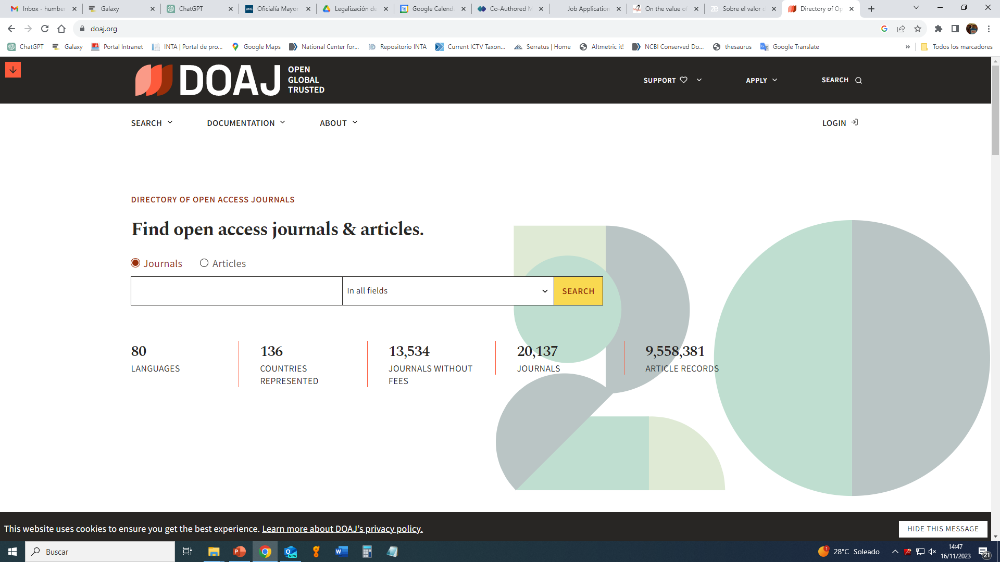 Inbox - humber
Galaxy
ChatGPT
Oficialía Mayor
Legalización de
Google Calenda
Co-Authored M
Job Application
On the value of
Sobre el valor d
Directory of Op
doaj.org
ChatGPT
Galaxy
Portal Intranet
INTA | Portal de pro...
Google Maps
National Center for...
Repositorio INTA
Current ICTV Taxon...
Serratus | Home
Altmetric it!
NCBI Conserved Do...
thesaurus
Google Translate
»
Todos los marcadores
DOAJ
OPEN
GLOBAL
TRUSTED
SUPPORT
APPLY
SEARCH
SEARCH
DOCUMENTATION
ABOUT
LOGIN
DIRECTORY OF OPEN ACCESS JOURNALS
Find open access journals & articles.
Journals
Articles
In all fields
SEARCH
80
LANGUAGES
136
COUNTRIES
REPRESENTED
13,534
JOURNALS WITHOUT
FEES
20,137
JOURNALS
9,558,381
ARTICLE RECORDS
20
This website uses cookies to ensure you get the best experience. Learn more about DOAJ’s privacy policy.
HIDE THIS MESSAGE
Buscar
28°C Soleado
14:47
16/11/2023
21